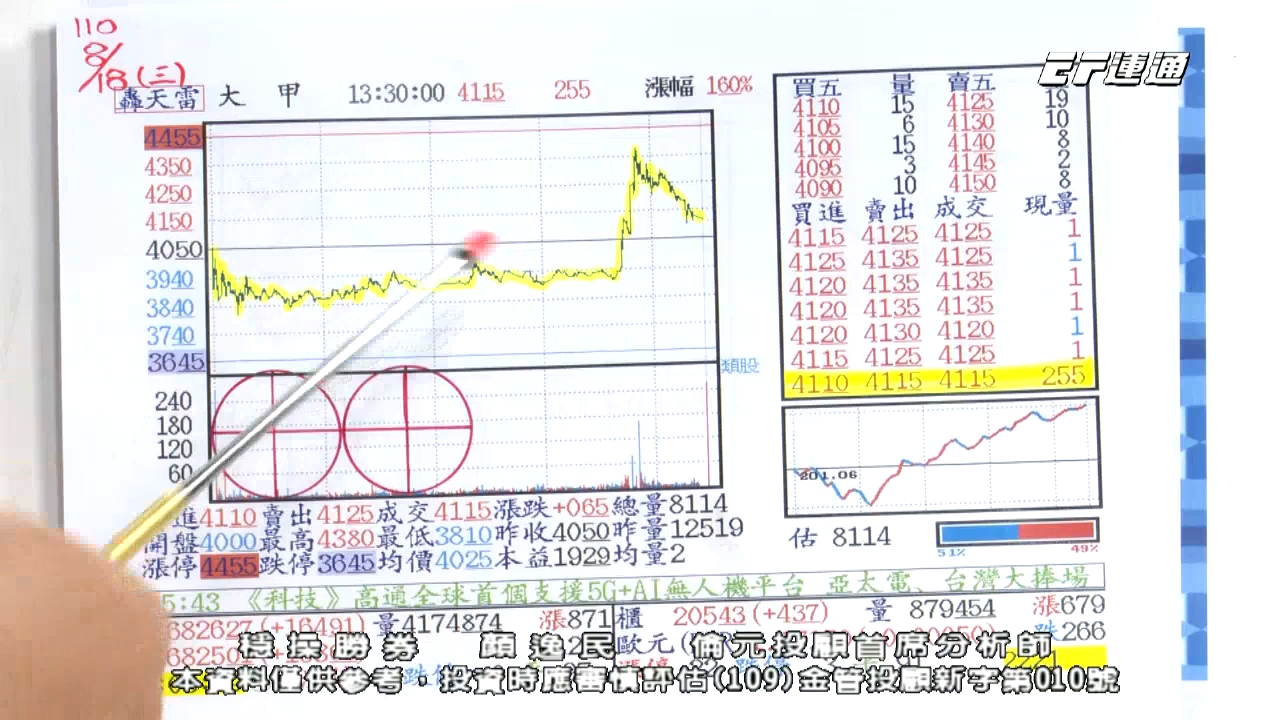 110
8/18(三)
ET運通
轟天雷 大 甲 13:30:00 4115 255 漲幅 160%
4455
4350
4250
4150
4050
3940
3840
3740
3645
類股
240
180
120
60
買五 量 賣五
4110 15 4125 19
4105 6 4130 10
4100 15 4140 8
4095 3 4145 2
4090 10 4150 8
買進 賣出 成交 現量
4115 4125 4125 1
4125 4135 4125 1
4120 4135 4135 1
4120 4135 4135 1
4120 4130 4120 1
4115 4125 4125 1
4110 4115 4115 255
201.06
估 8114
51% 49%
進4110 賣出4125 成交4115 漲跌+065 總量8114
開盤4000 最高4380 最低3810 昨收4050 昨量12519
漲停4455 跌停3645 均價4025 本益1929 均量2
5:43 《科技》高通全球首個支援5G+AI無人機平台 亞太電、台灣大捧場
682627(+16491) 量4174874 漲871 櫃 20543(+437) 量 879454 漲679
歐元 跌266
穩操勝券 顏逸民 倫元投顧首席分析師
本資料僅供參考。投資時應審慎評估(109)金管投顧新字第010號